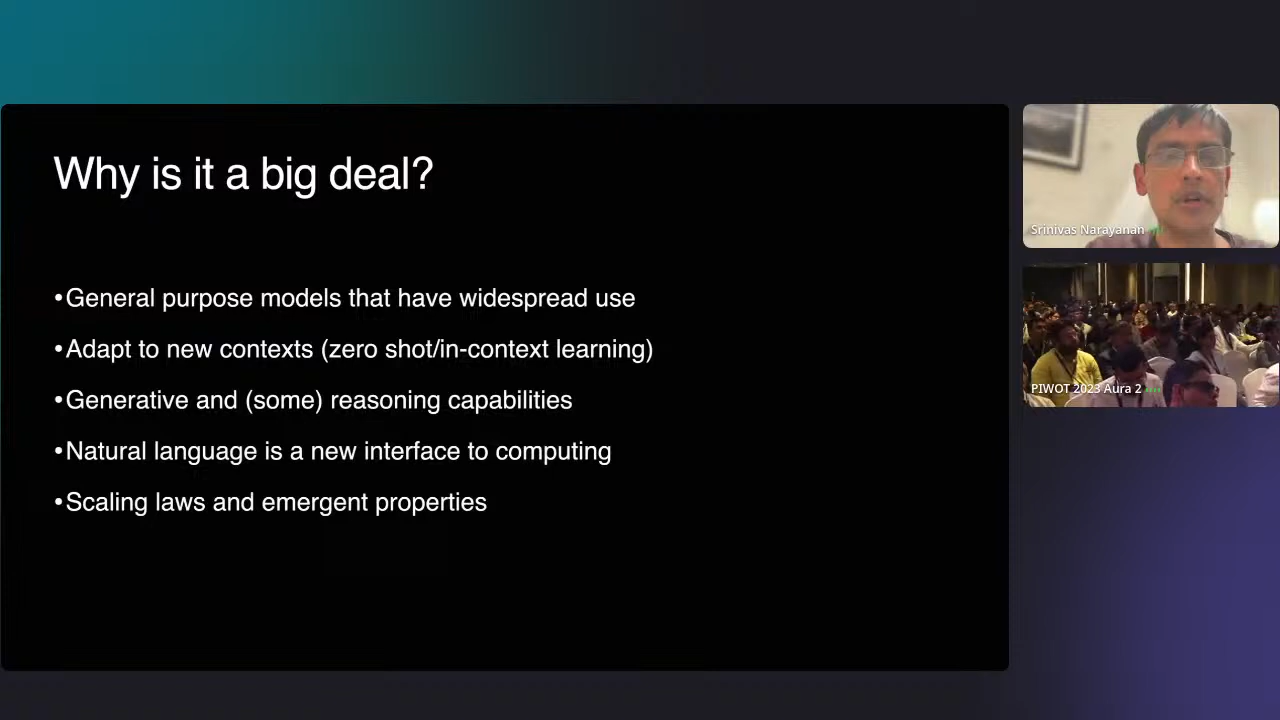 Why is it a big deal?
•General purpose models that have widespread use
•Adapt to new contexts (zero shot/in-context learning)
•Generative and (some) reasoning capabilities
•Natural language is a new interface to computing
•Scaling laws and emergent properties
Srinivas Narayanan
PIWOT 2023 Aura 2